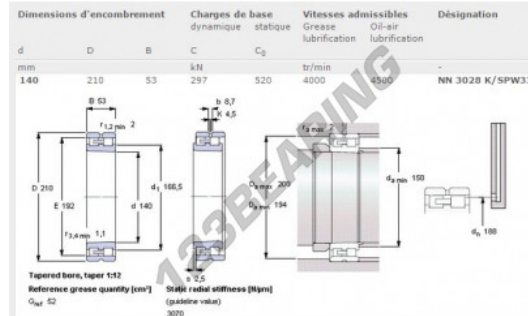 Dimensions d'encombrement Charges de base Vitesses admissibles Désignation
dynamique statique Grease lubrification Oil-air lubrification
d D B C C0
mm kN tr/min -
140 210 53 297 520 4000 4500 NN 3028 K/SPW33
B 53
r1,2 min 2
b 8,7
K 4,5
ra max 2
D 210
E 192
d1 166,5
d 140
r3,4 min 1,1
s 2,5
Da max 200
Da min 194
da min 150
dn 188
123BEARING
Tapered bore, taper 1:12
Reference grease quantity [cm³]
Gref 52
Static radial stiffness [N/µm]
(guideline value)
3070